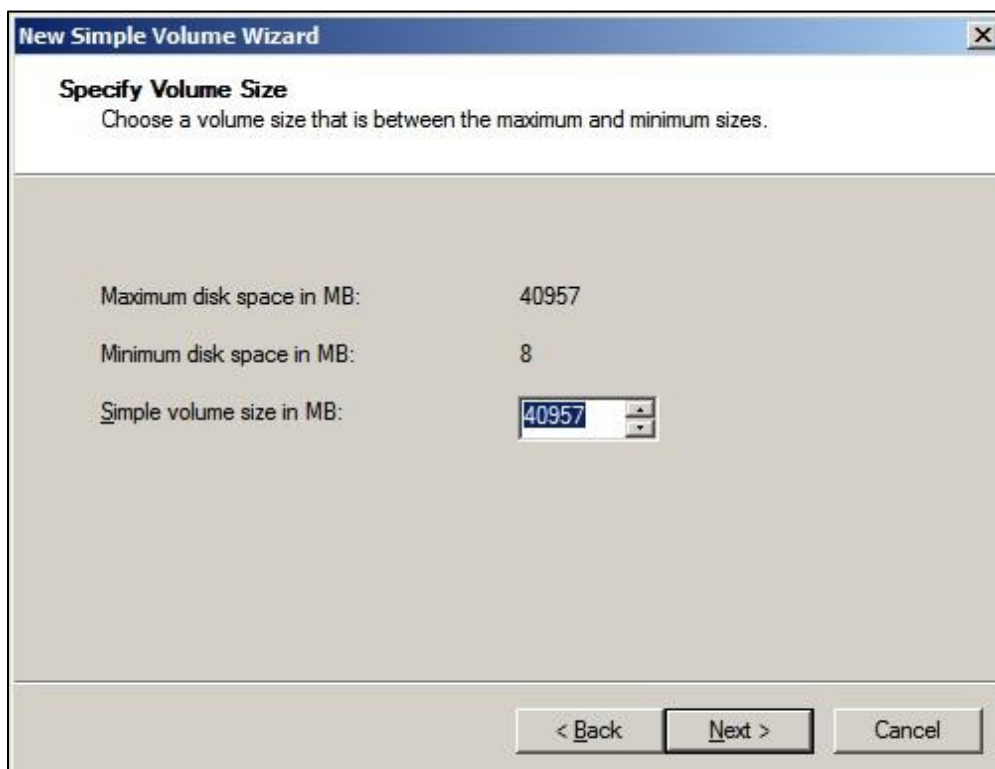 New Simple Volume Wizard
Specify Volume Size
Choose a volume size that is between the maximum and minimum sizes.
Maximum disk space in MB: 40957
Minimum disk space in MB: 8
Simple volume size in MB: 40957
< Back Next > Cancel